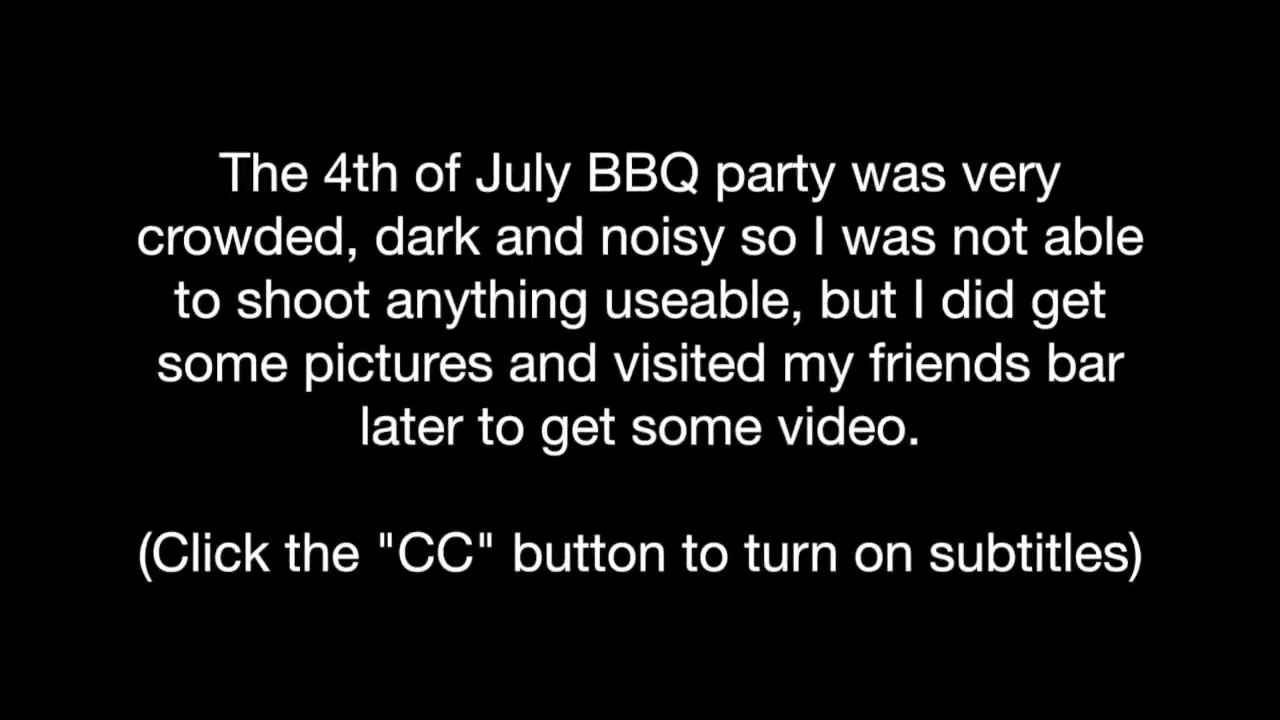 The 4th of July BBQ party was very
crowded, dark and noisy so I was not able
to shoot anything useable, but I did get
some pictures and visited my friends bar
later to get some video.
(Click the "CC" button to turn on subtitles)